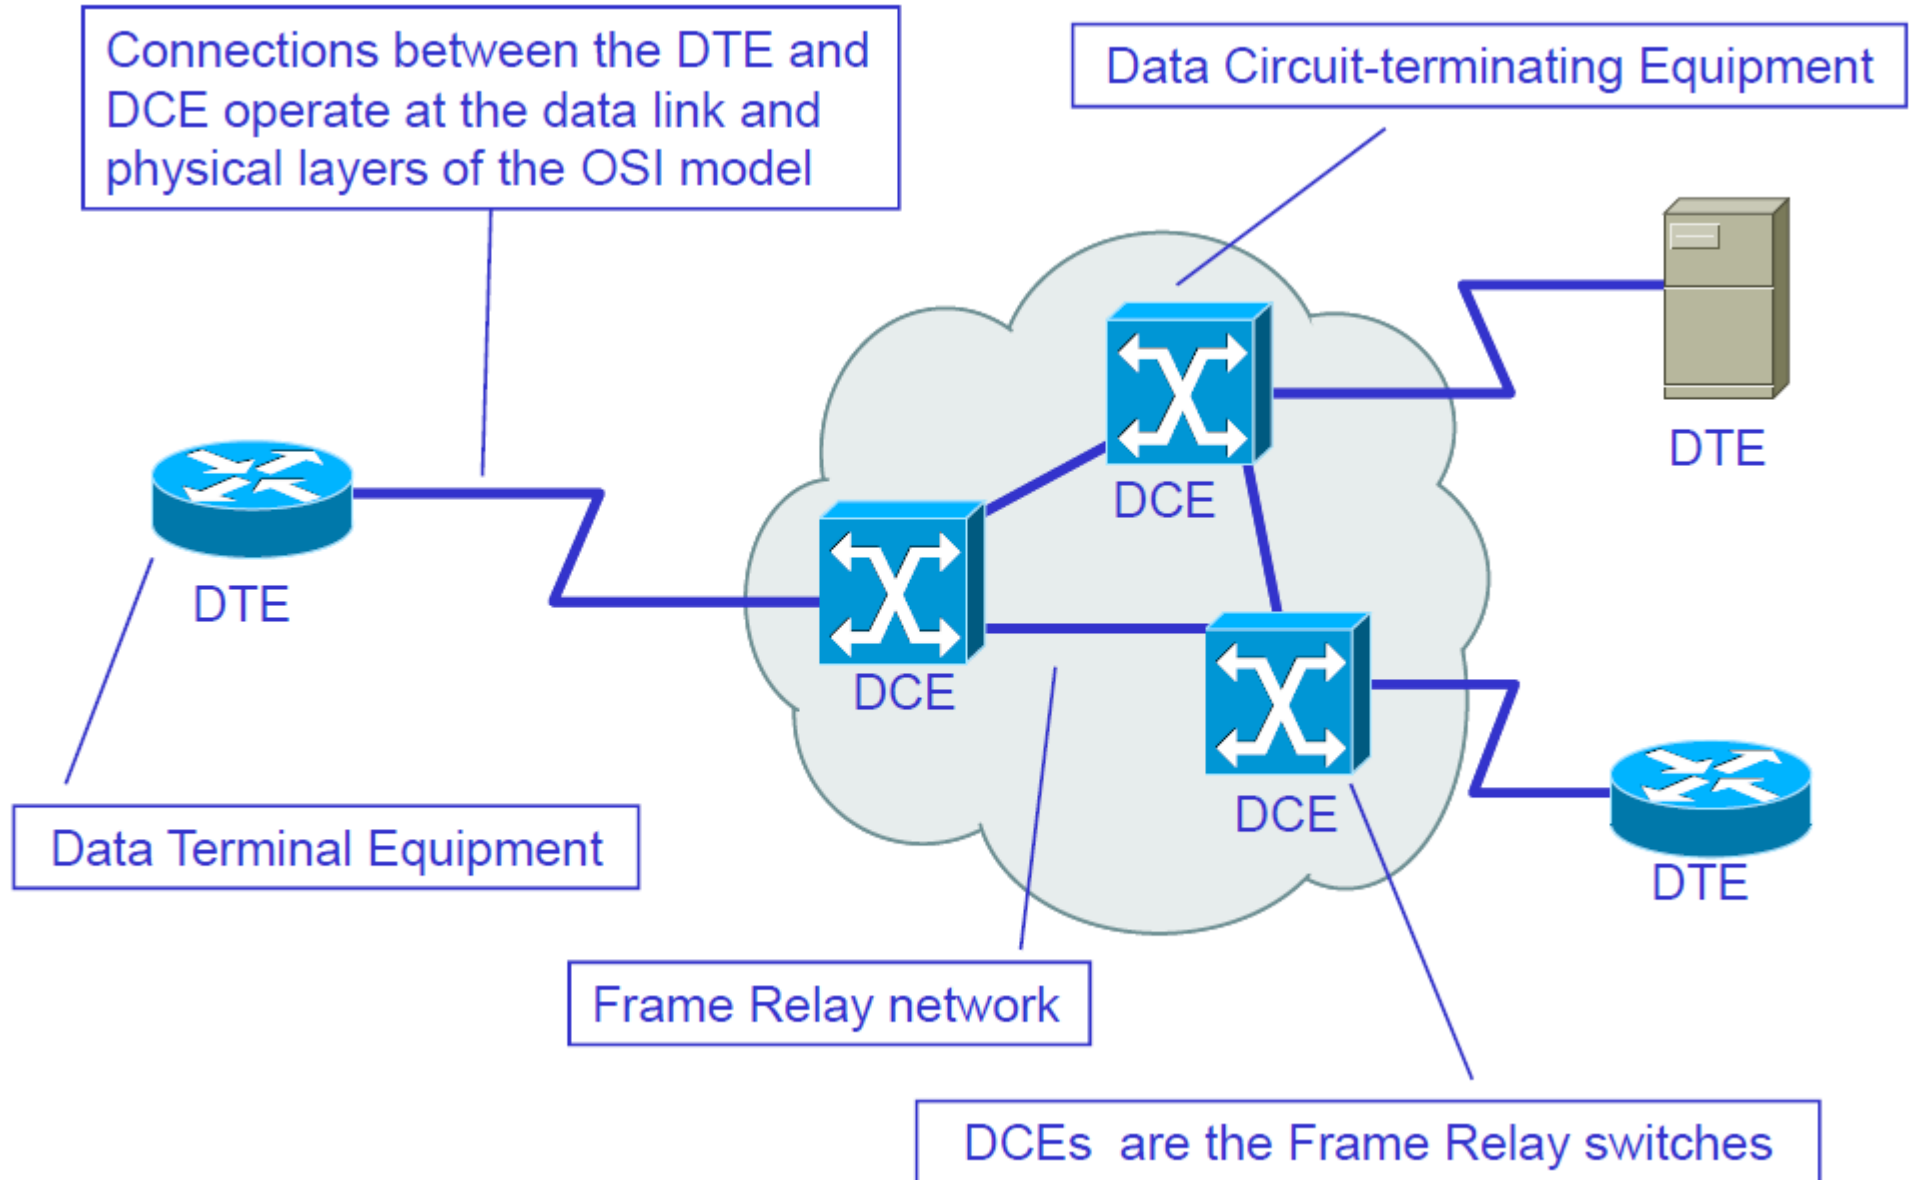 Connections between the DTE and
DCE operate at the data link and
physical layers of the OSI model
Data Circuit-terminating Equipment
DTE
DCE
DTE
DCE
DCE
DTE
Data Terminal Equipment
Frame Relay network
DCEs are the Frame Relay switches